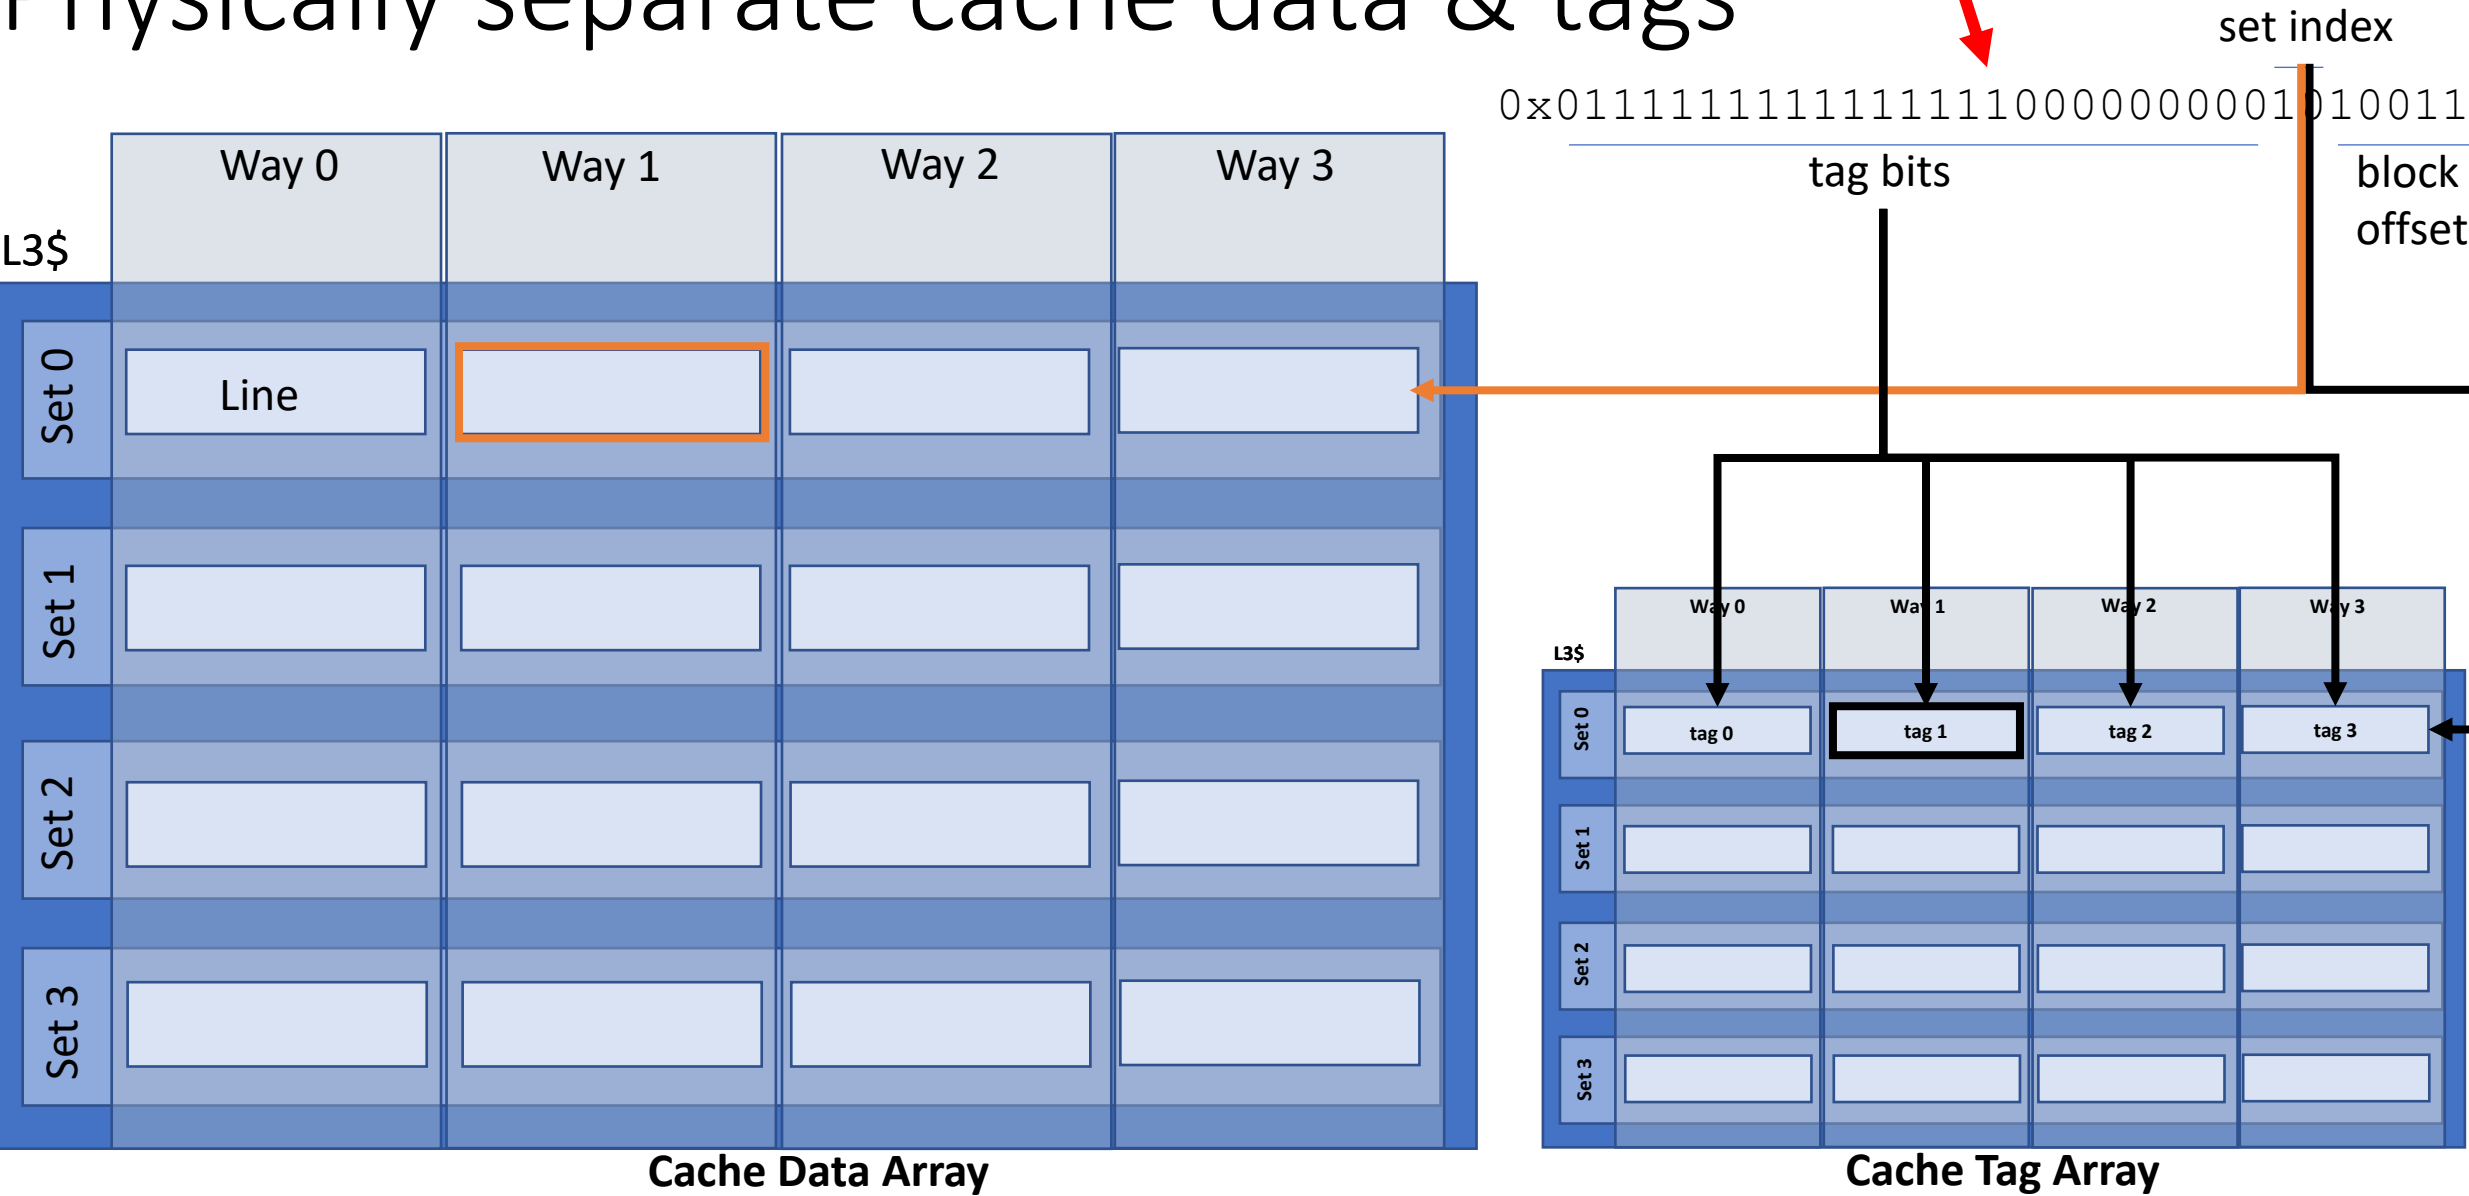 Physically separate cache data & tags
set index
0x01111111111111110000000001010011
tag bits
block
offset
Way 0
Way 1
Way 2
Way 3
L3$
Set 0
Line
Set 1
Set 2
Set 3
Cache Data Array
Way 0
Way 1
Way 2
Way 3
L3$
Set 0
tag 0
tag 1
tag 2
tag 3
Set 1
Set 2
Set 3
Cache Tag Array